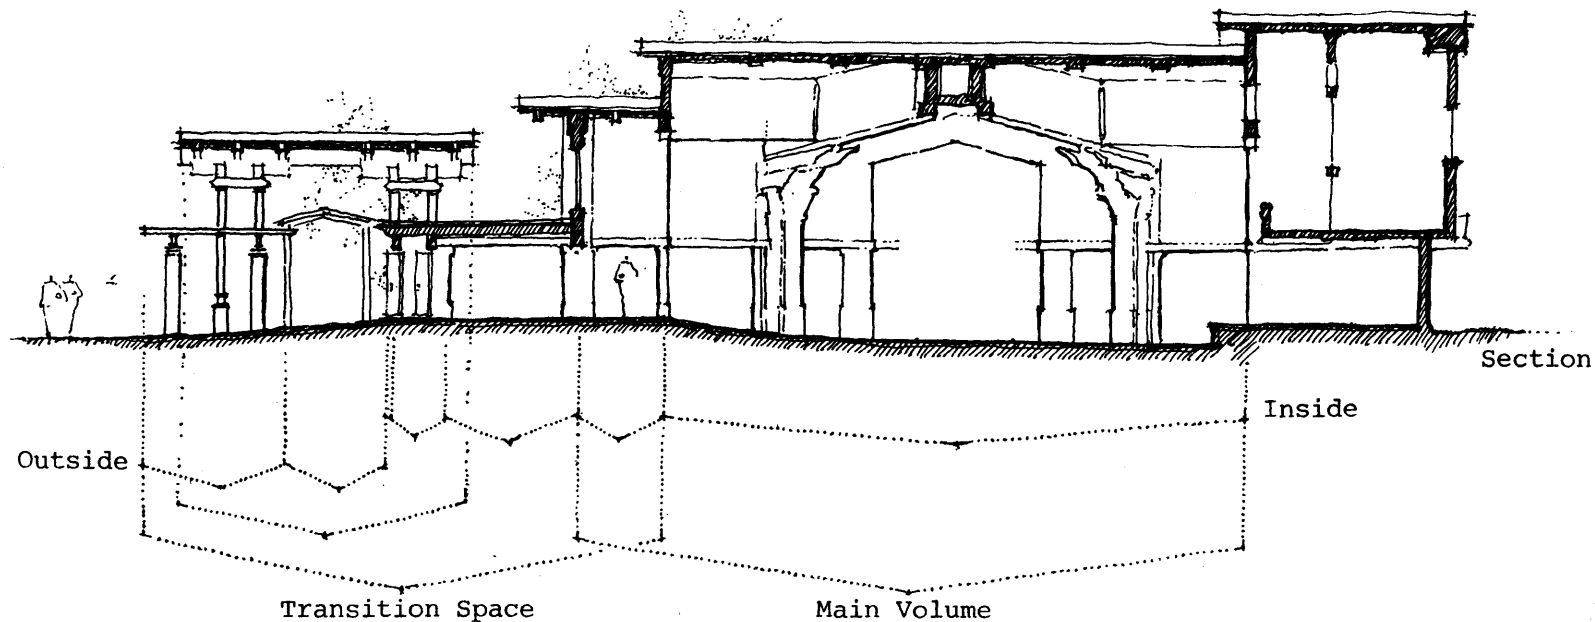 Section
Inside
Outside
Transition Space
Main Volume